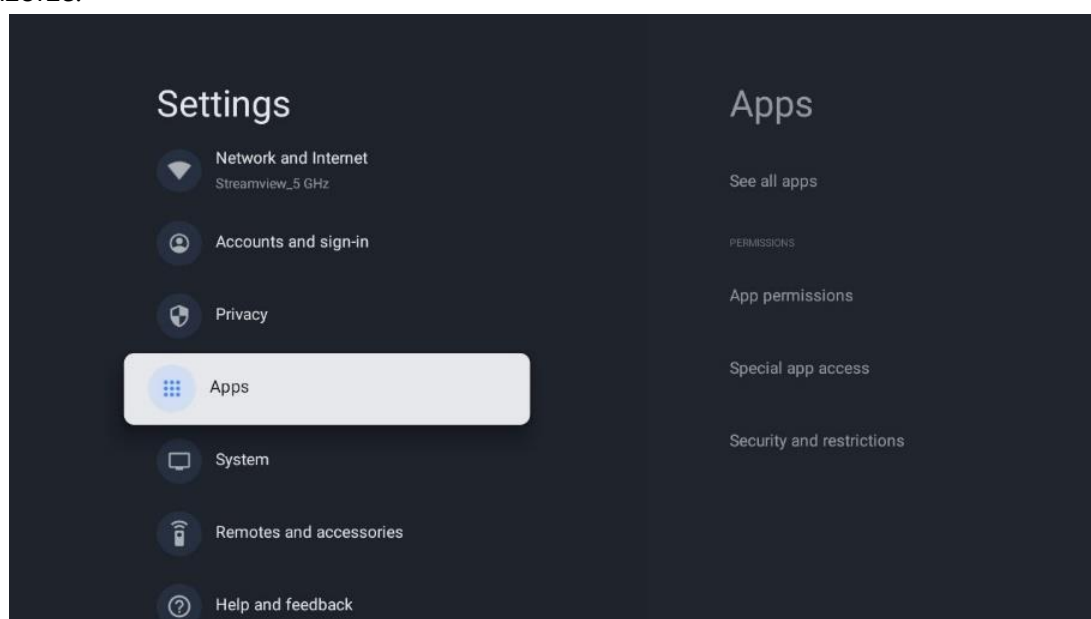 Settings
Network and Internet
Streamview_5 GHz
Accounts and sign-in
Privacy
Apps
System
Remotes and accessories
Help and feedback
Apps
See all apps
PERMISSIONS
App permissions
Special app access
Security and restrictions